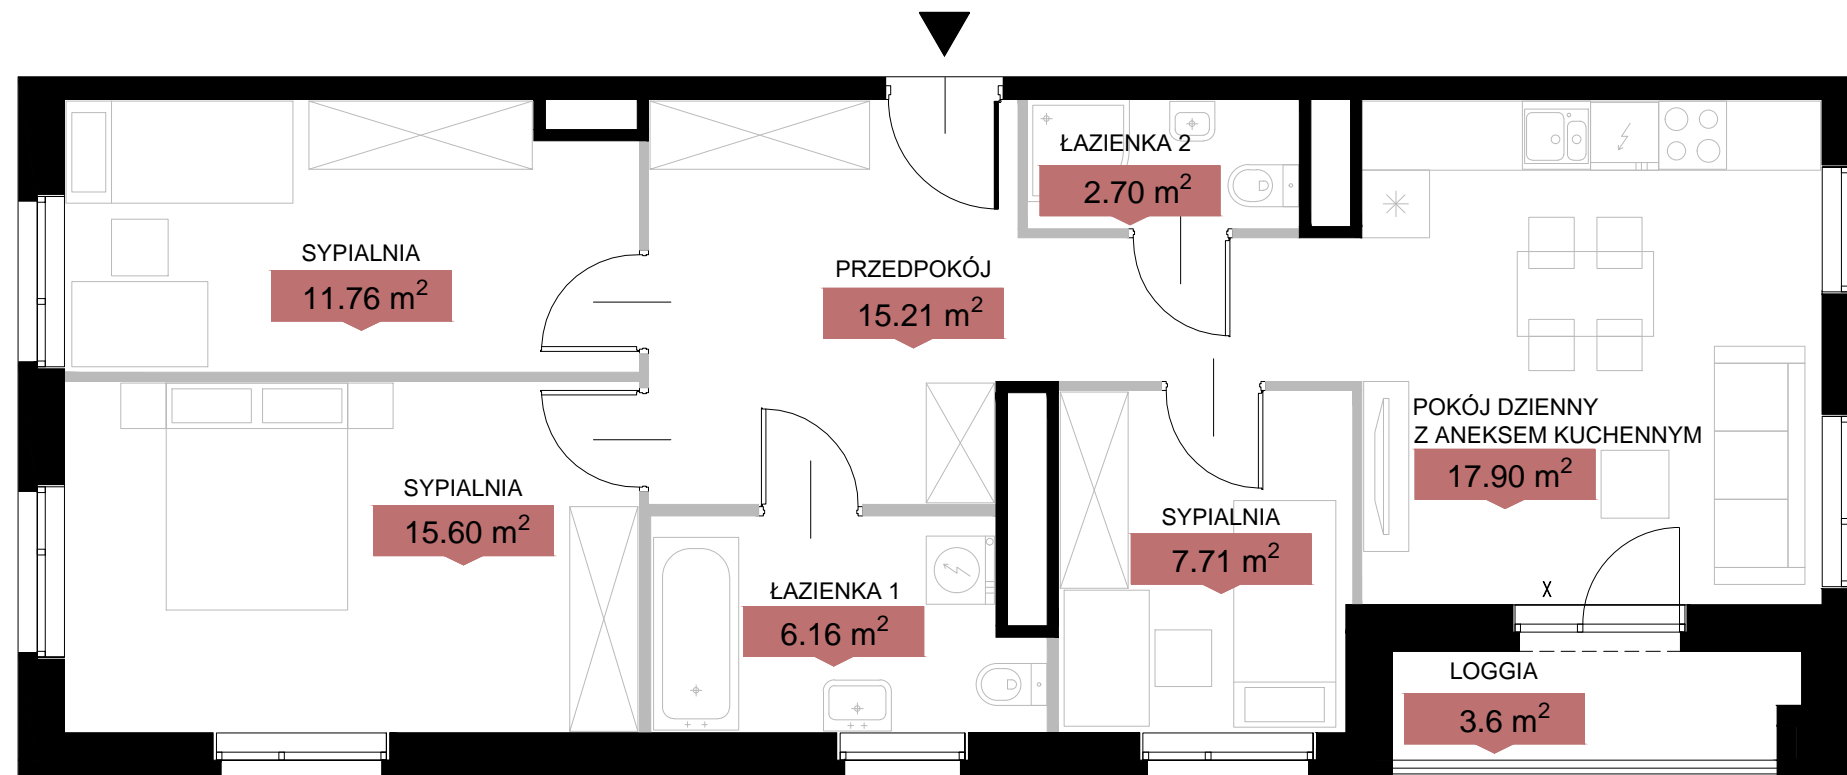 ŁAZIENKA 2
2.70 m²
SYPIALNIA
11.76 m²
PRZEDPOKÓJ
15.21 m²
POKÓJ DZIENNY
Z ANEKSEM KUCHENNYM
17.90 m²
SYPIALNIA
15.60 m²
SYPIALNIA
7.71 m²
ŁAZIENKA 1
6.16 m²
X
LOGGIA
3.6 m²